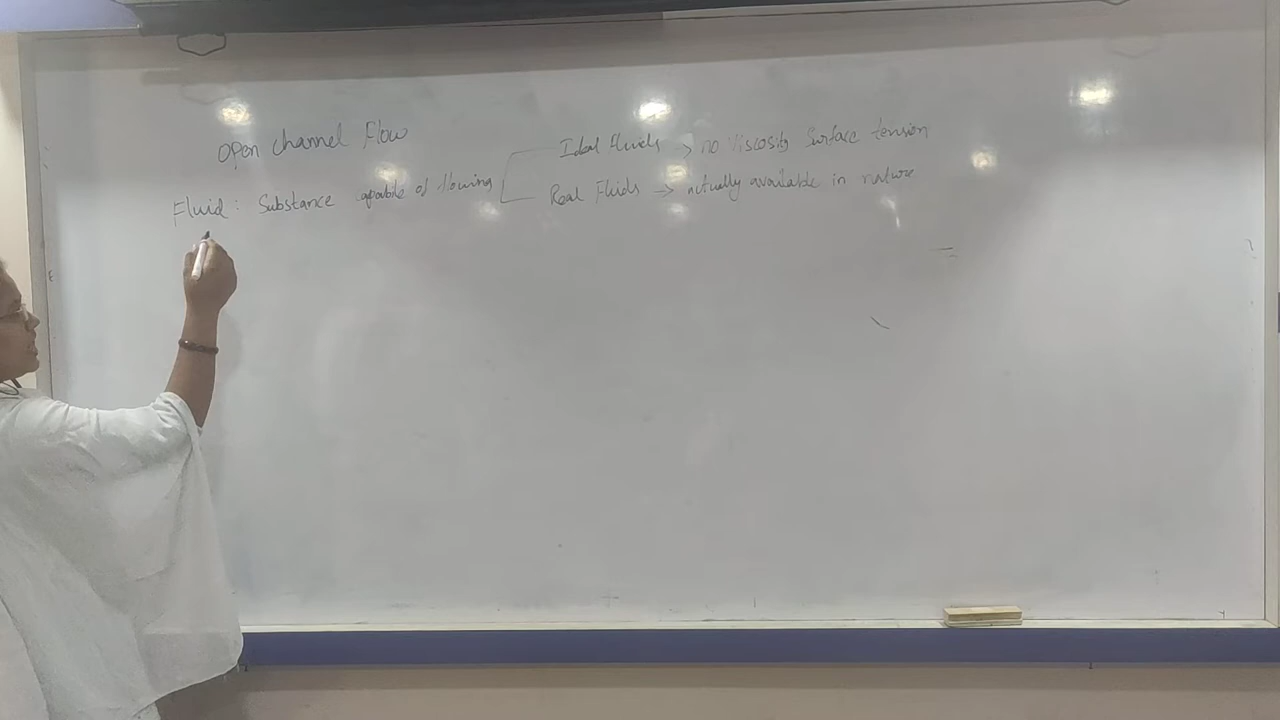 Open channel Flow
Ideal Fluids → no Viscosity Surface tension
Fluid : Substance capable of flowing
Real Fluids → actually available in nature